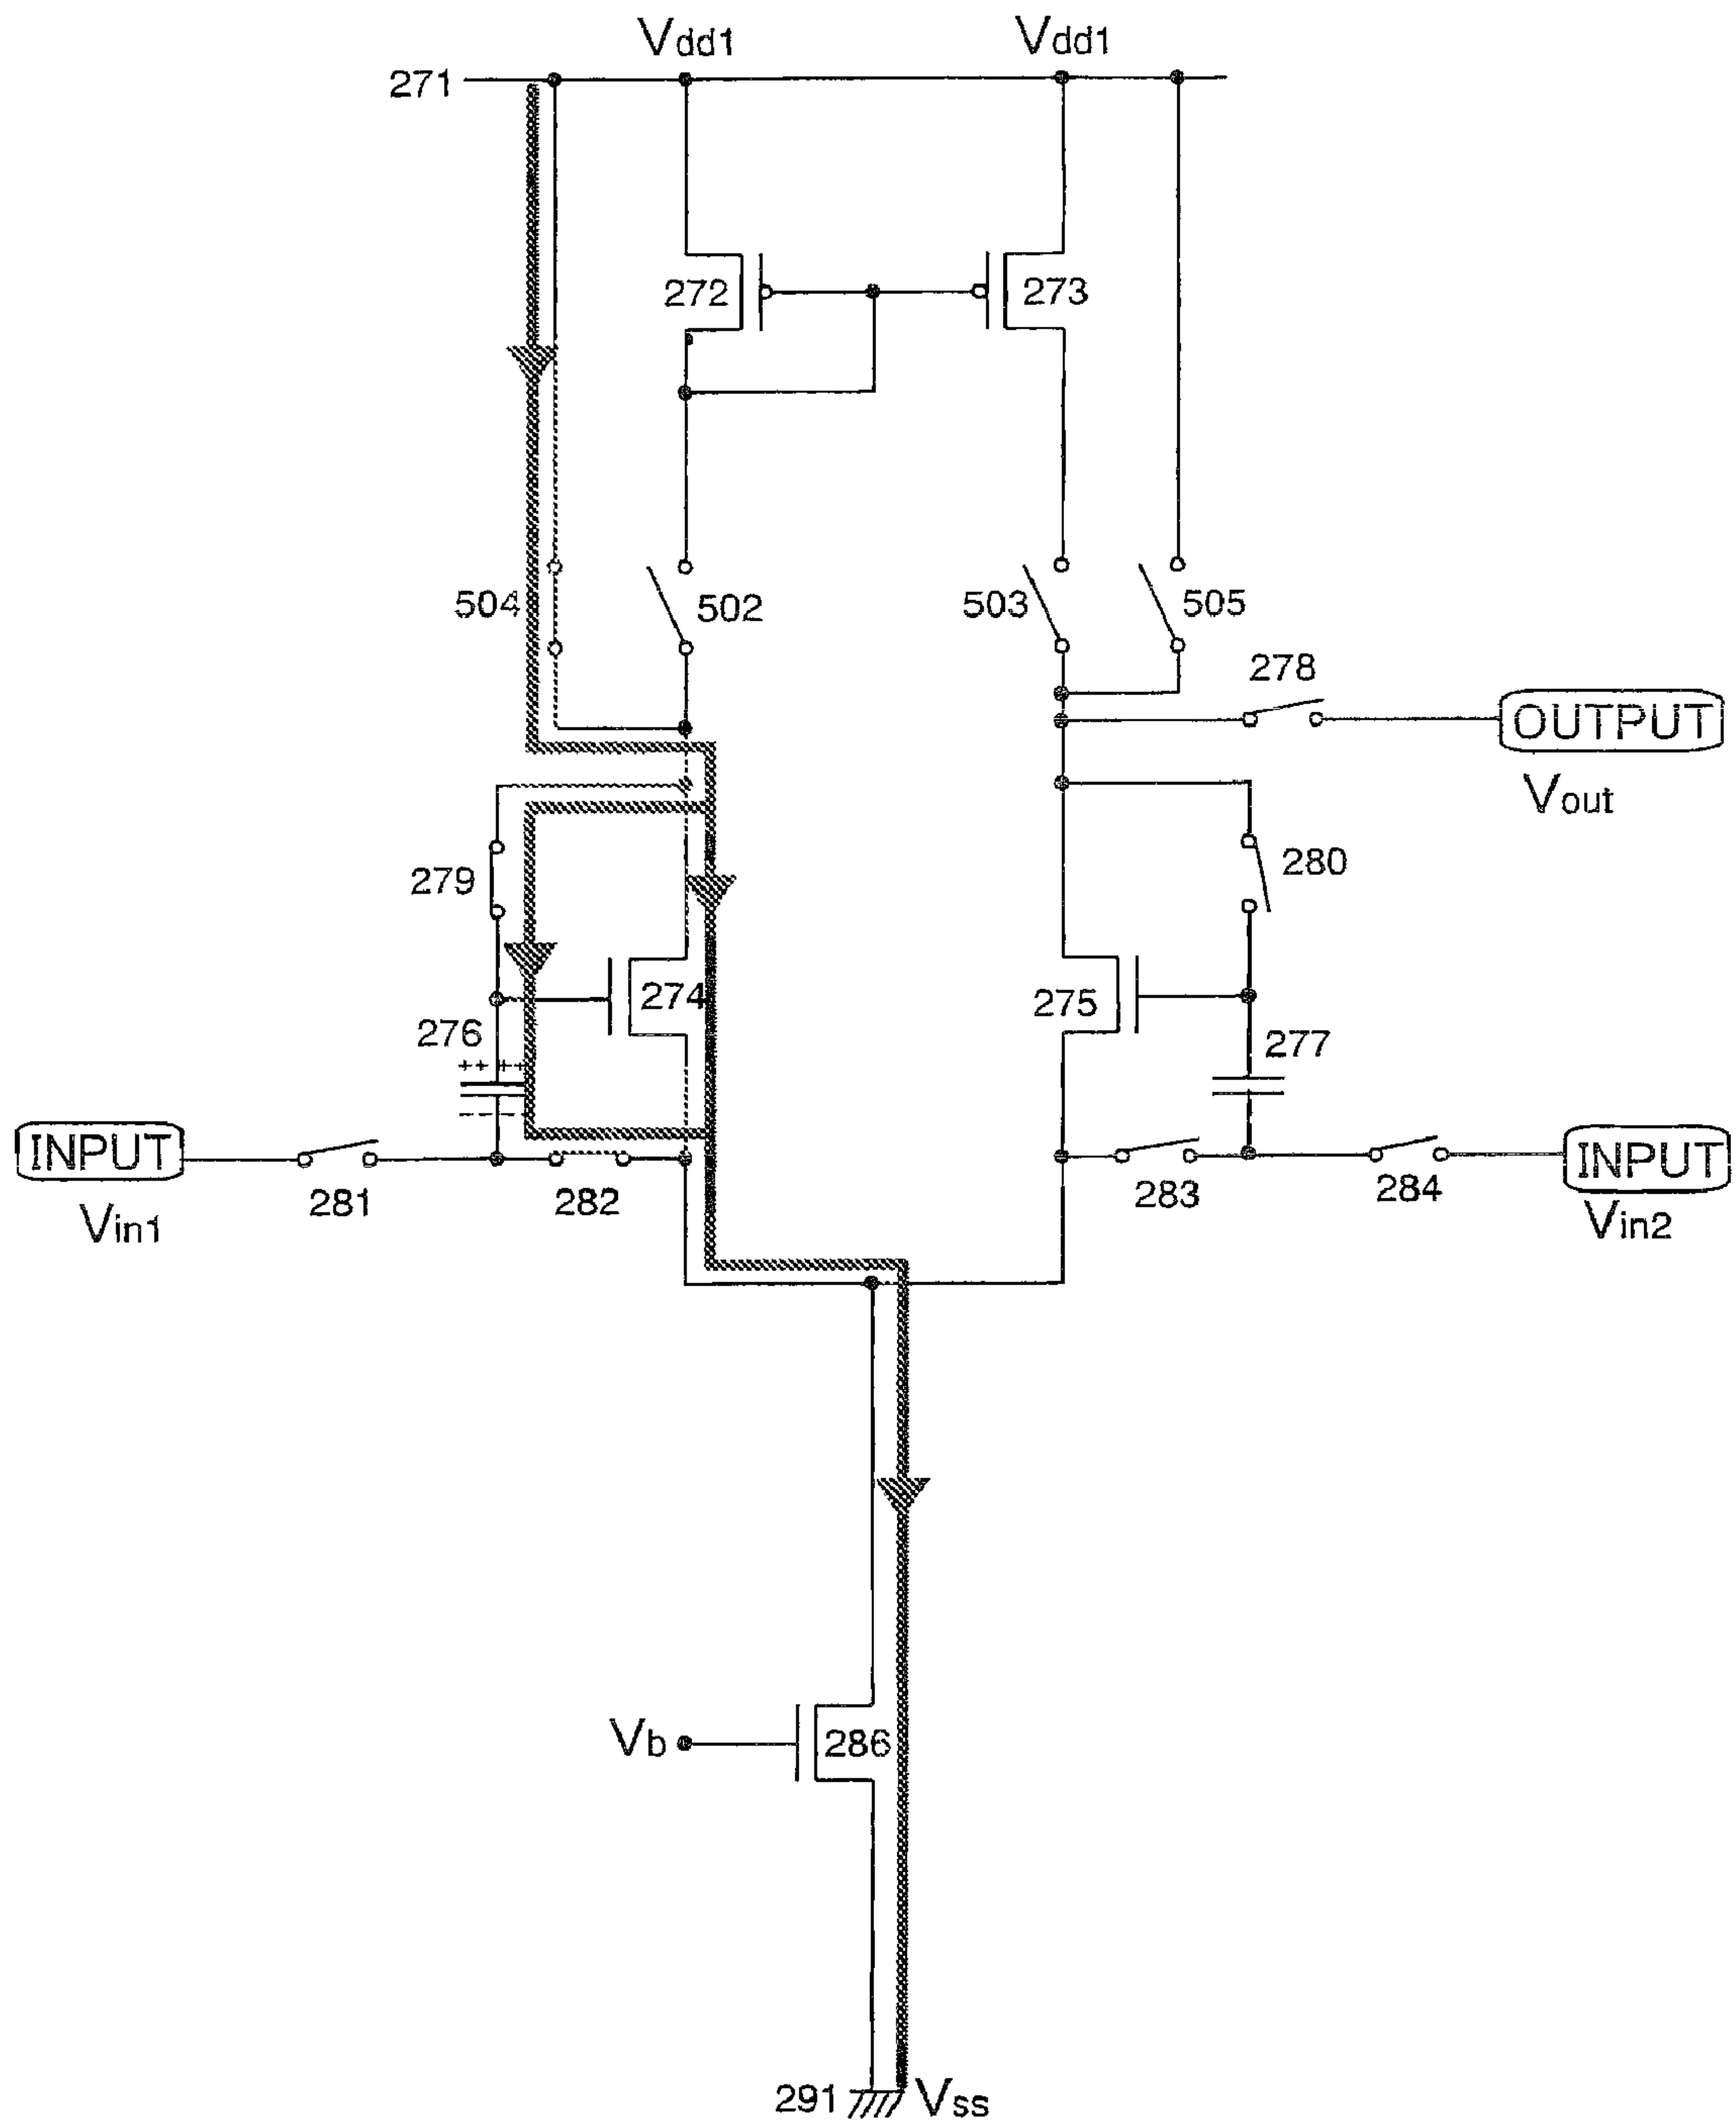 Vdd1 Vdd1
271
272 273
504 502 503 505
278
OUTPUT
Vout
279 280
274 275
276 277
INPUT INPUT
281 282 283 284
Vin1 Vin2
Vb 286
291 Vss